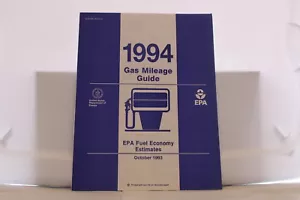 1994
Gas Mileage
Guide
EPA
EPA Fuel Economy
Estimates
October 1993